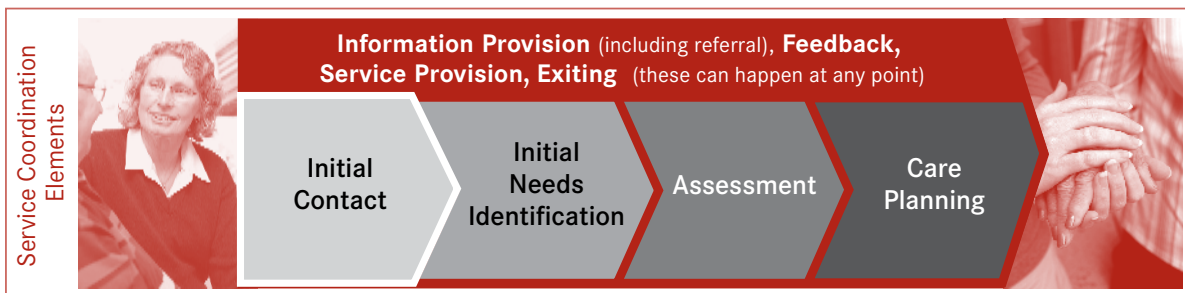 Service Coordination
Elements
Information Provision (including referral), Feedback,
Service Provision, Exiting (these can happen at any point)
Initial
Contact
Initial
Needs
Identification
Assessment
Care
Planning